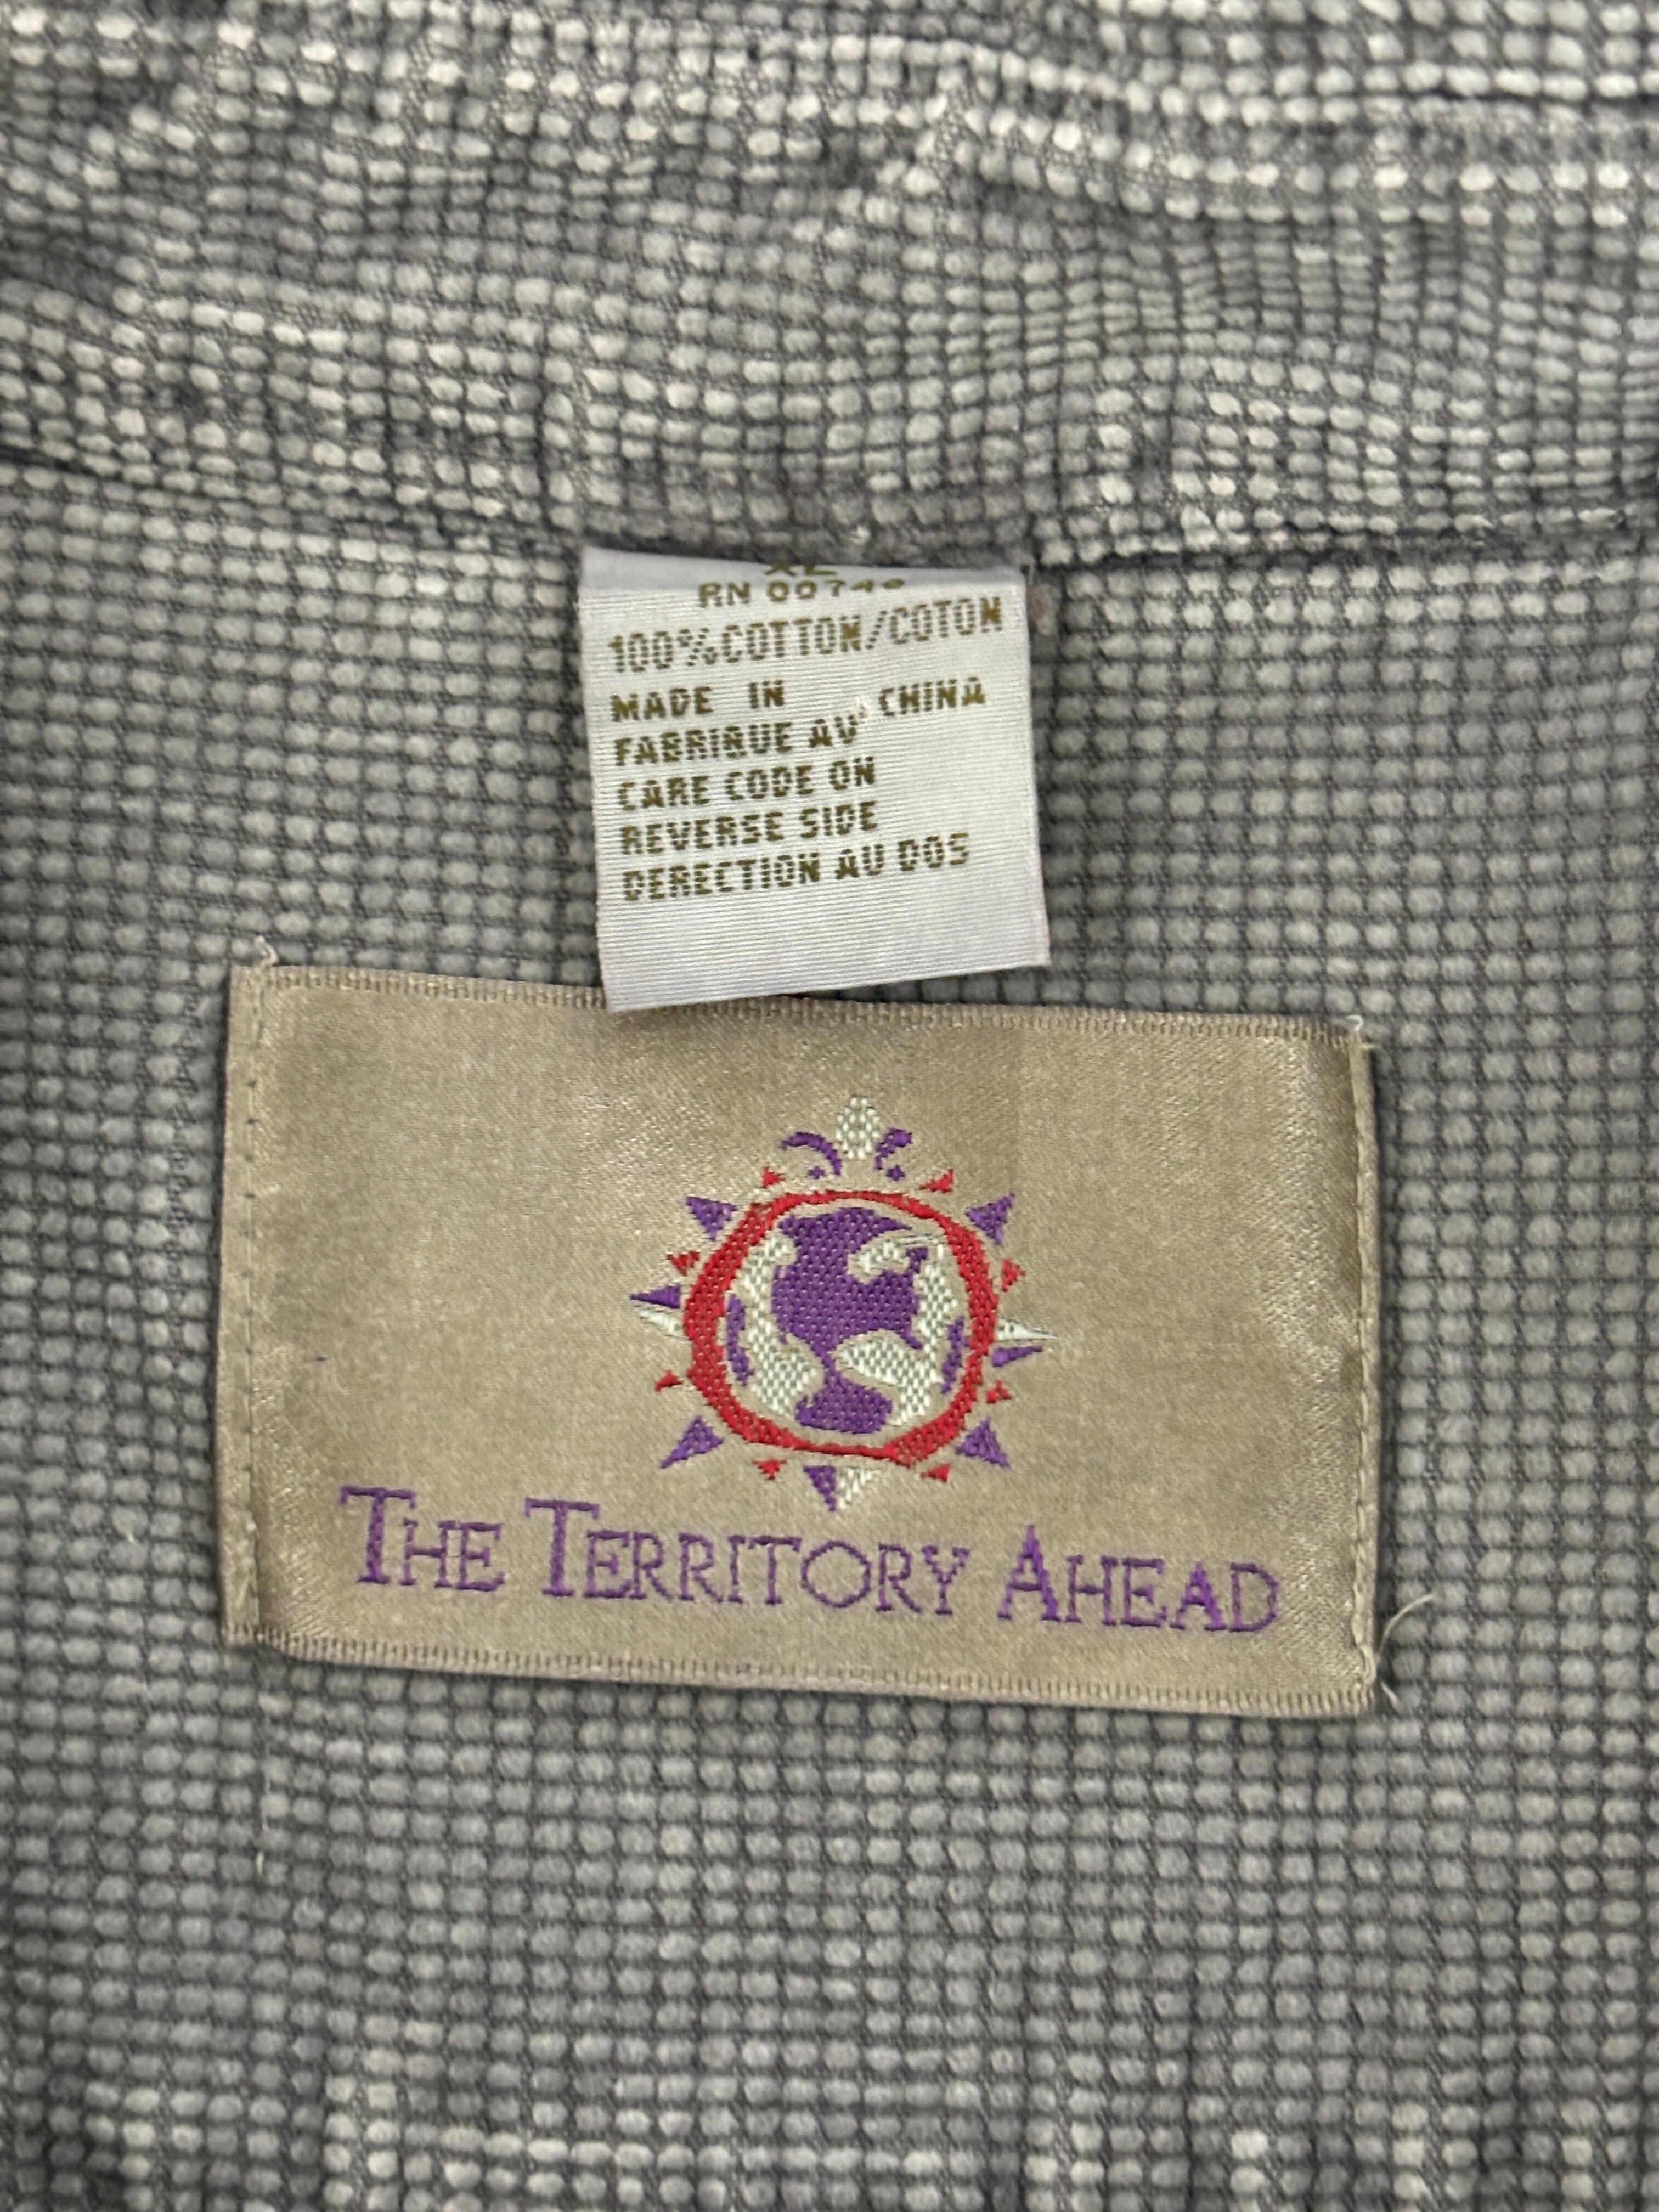 XL
100%COTTON/COTON
MADE IN
CHINA
FABRIQUE AU
CARE CODE ON
REVERSE SIDE
DERECTION AU DOS
THE TERRITORY AHEAD